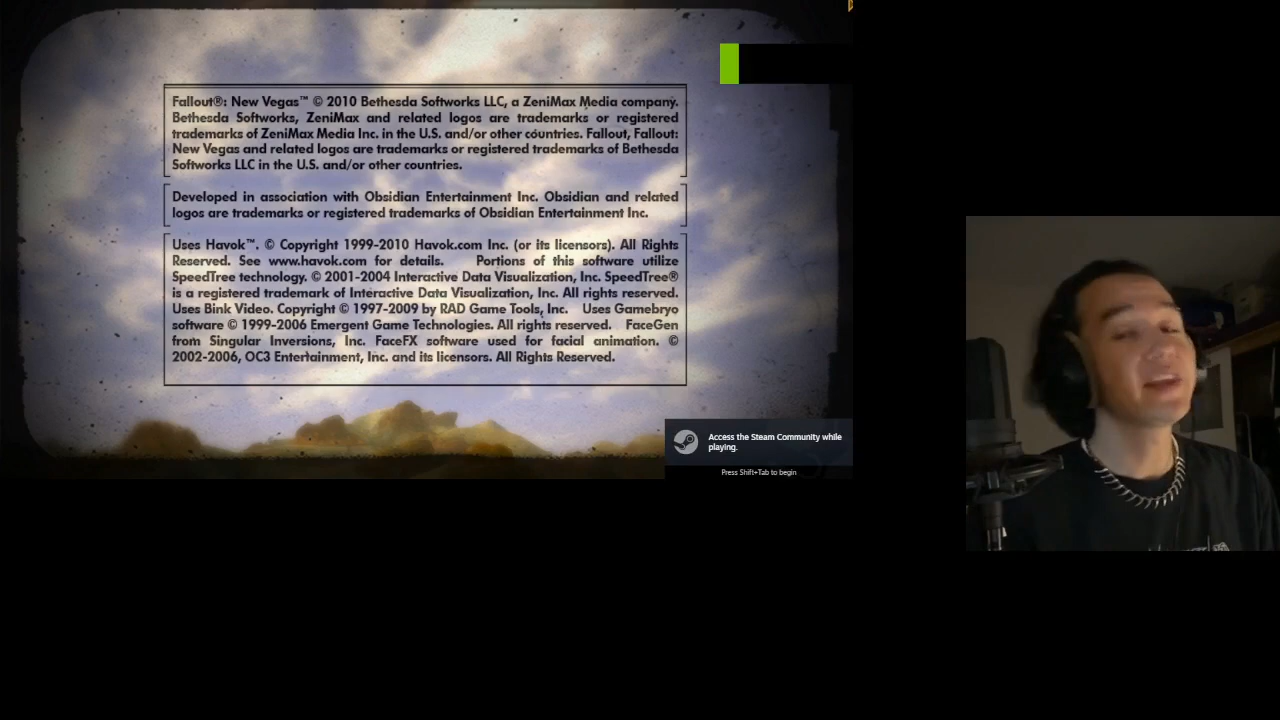 Fallout®: New Vegas™ © 2010 Bethesda Softworks LLC, a ZeniMax Media company.
Bethesda Softworks, ZeniMax and related logos are trademarks or registered
trademarks of ZeniMax Media Inc. in the U.S. and/or other countries. Fallout, Fallout:
New Vegas and related logos are trademarks or registered trademarks of Bethesda
Softworks LLC in the U.S. and/or other countries.
Developed in association with Obsidian Entertainment Inc. Obsidian and related
logos are trademarks or registered trademarks of Obsidian Entertainment Inc.
Uses Havok™. © Copyright 1999-2010 Havok.com Inc. (or its licensors). All Rights
Reserved. See www.havok.com for details. Portions of this software utilize
SpeedTree technology. © 2001-2004 Interactive Data Visualization, Inc. SpeedTree®
is a registered trademark of Interactive Data Visualization, Inc. All rights reserved.
Uses Bink Video. Copyright © 1997-2009 by RAD Game Tools, Inc. Uses Gamebryo
software © 1999-2006 Emergent Game Technologies. All rights reserved. FaceGen
from Singular Inversions, Inc. FaceFX software used for facial animation. ©
2002-2006, OC3 Entertainment, Inc. and its licensors. All Rights Reserved.
Access the Steam Community while
playing.
Press Shift+Tab to begin